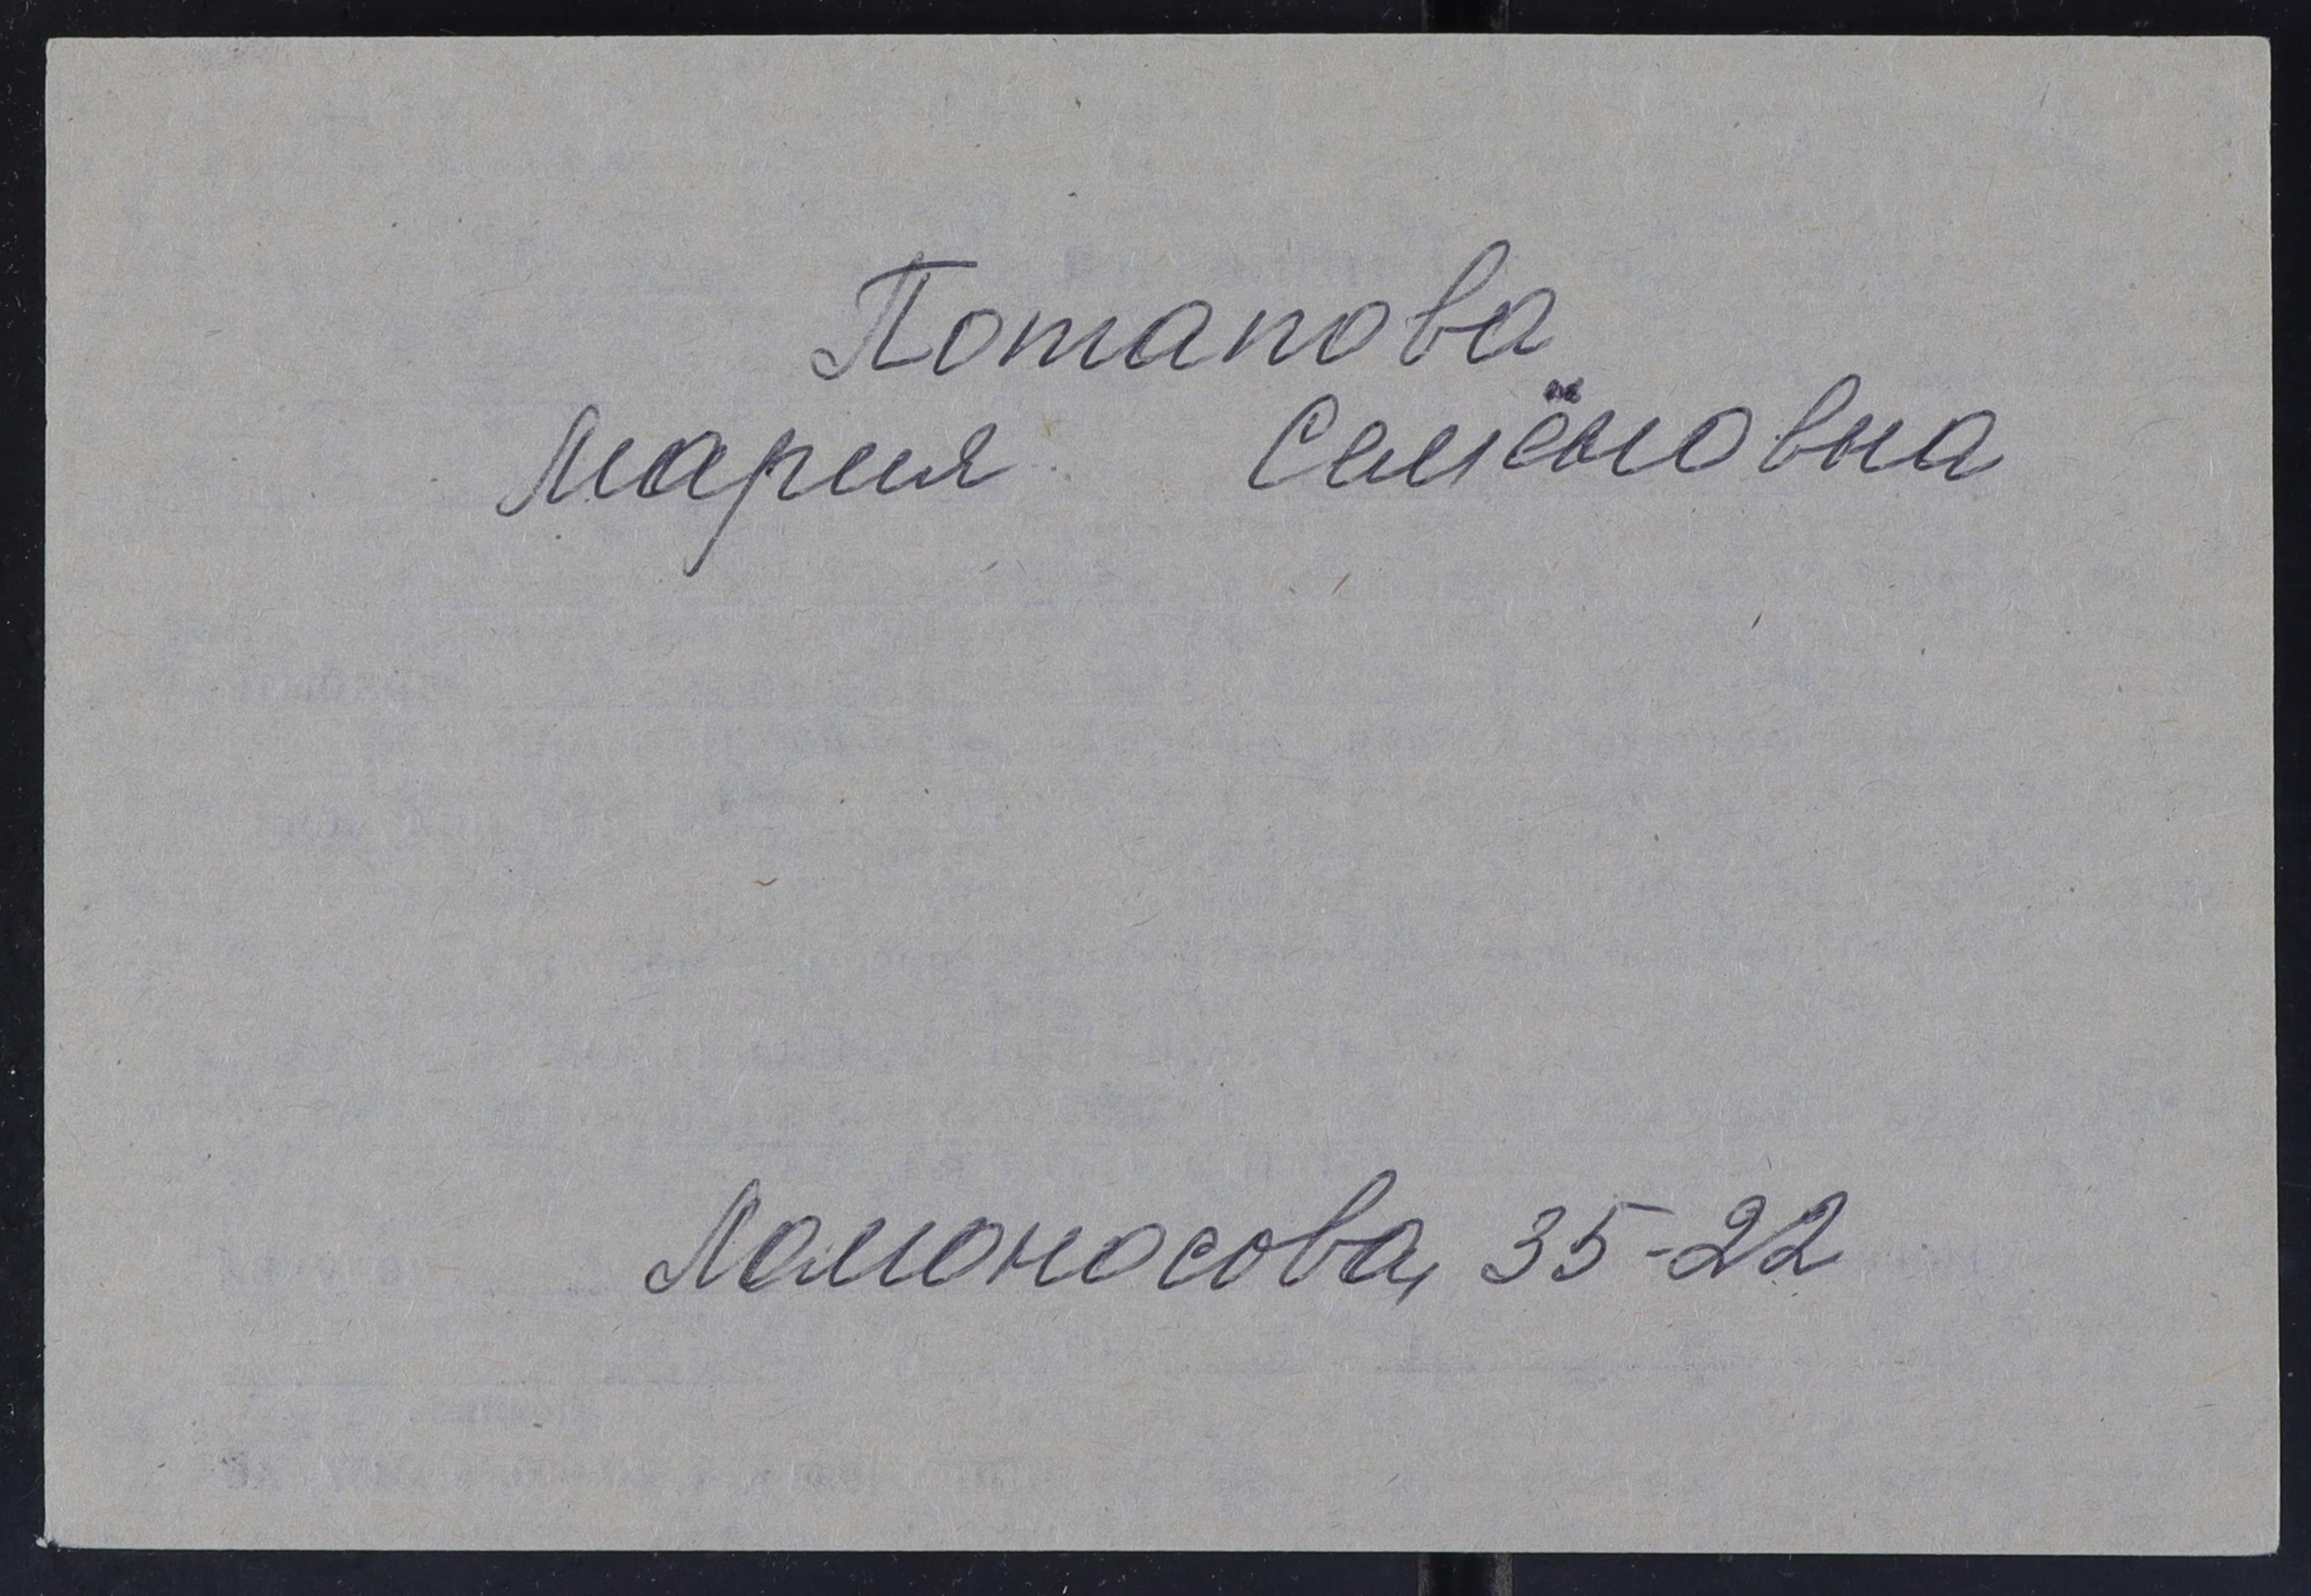 Потапова
Мария Семёновна
Ломоносова, 35-22